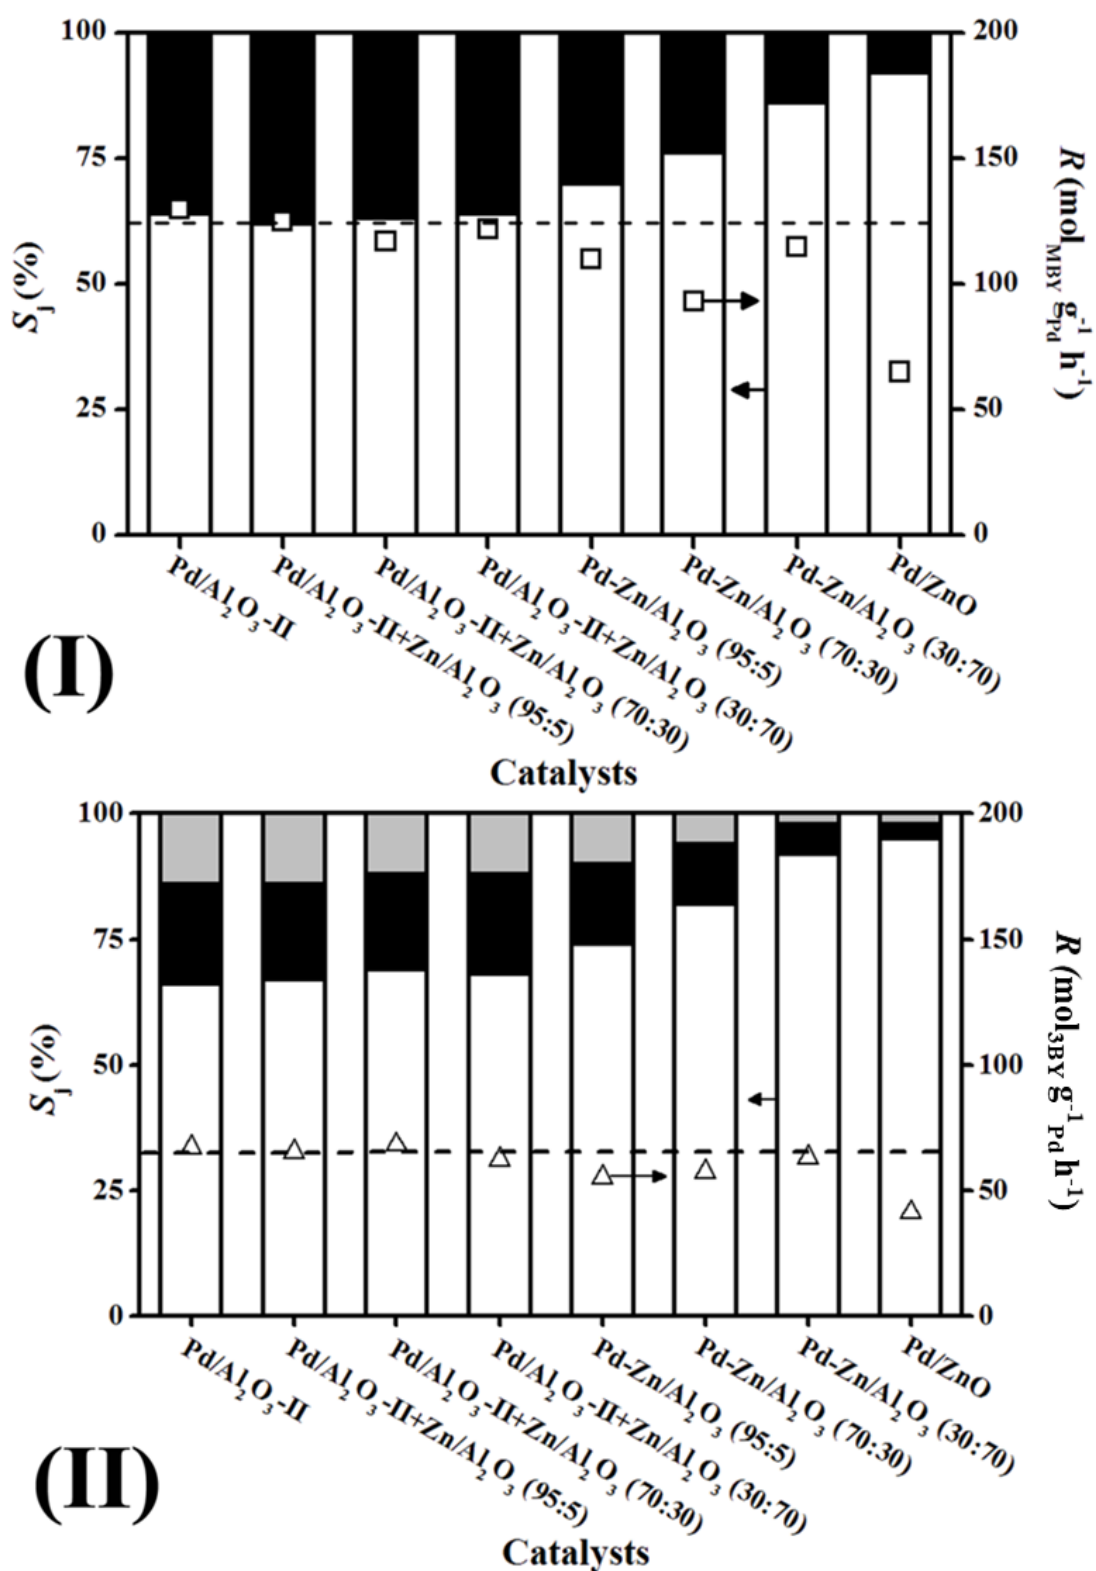 100
75
50
25
0
S_j (%)
200
150
100
50
0
R (mol_MBY g_Pd^-1 h^-1)
Pd/Al2O3-II
Pd/Al2O3-II+Zn/Al2O3 (95:5)
Pd/Al2O3-II+Zn/Al2O3 (70:30)
Pd/Al2O3-II+Zn/Al2O3 (30:70)
Pd-Zn/Al2O3 (95:5)
Pd-Zn/Al2O3 (70:30)
Pd-Zn/Al2O3 (30:70)
Pd/ZnO
(I)
Catalysts
100
75
50
25
0
S_j (%)
200
150
100
50
0
R (mol_3BY g^-1_Pd h^-1)
Pd/Al2O3-II
Pd/Al2O3-II+Zn/Al2O3 (95:5)
Pd/Al2O3-II+Zn/Al2O3 (70:30)
Pd/Al2O3-II+Zn/Al2O3 (30:70)
Pd-Zn/Al2O3 (95:5)
Pd-Zn/Al2O3 (70:30)
Pd-Zn/Al2O3 (30:70)
Pd/ZnO
(II)
Catalysts